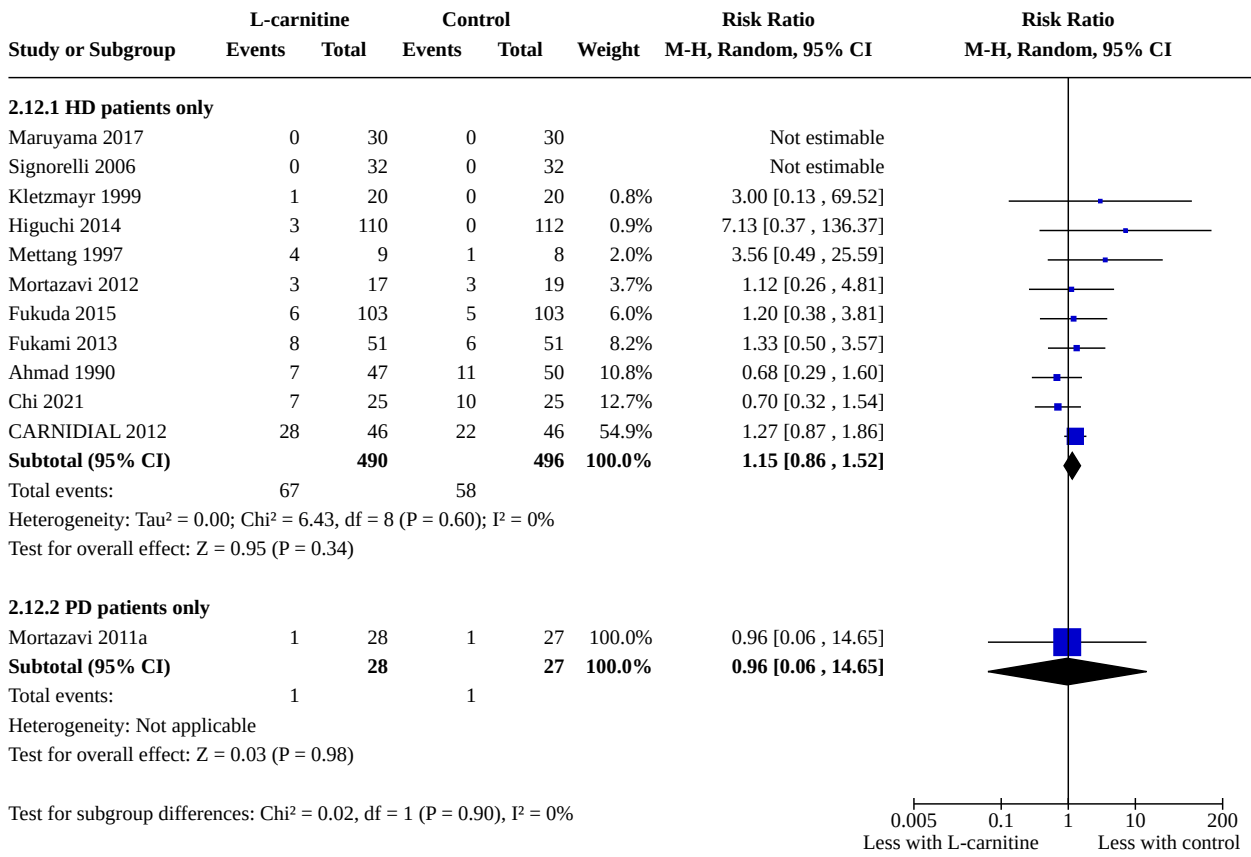 L-carnitine Control Risk Ratio Risk Ratio
Study or Subgroup Events Total Events Total Weight M-H, Random, 95% CI M-H, Random, 95% CI
2.12.1 HD patients only
Maruyama 2017 0 30 0 30 Not estimable
Signorelli 2006 0 32 0 32 Not estimable
Kletzmayr 1999 1 20 0 20 0.8% 3.00 [0.13 , 69.52]
Higuchi 2014 3 110 0 112 0.9% 7.13 [0.37 , 136.37]
Mettang 1997 4 9 1 8 2.0% 3.56 [0.49 , 25.59]
Mortazavi 2012 3 17 3 19 3.7% 1.12 [0.26 , 4.81]
Fukuda 2015 6 103 5 103 6.0% 1.20 [0.38 , 3.81]
Fukami 2013 8 51 6 51 8.2% 1.33 [0.50 , 3.57]
Ahmad 1990 7 47 11 50 10.8% 0.68 [0.29 , 1.60]
Chi 2021 7 25 10 25 12.7% 0.70 [0.32 , 1.54]
CARNIDIAL 2012 28 46 22 46 54.9% 1.27 [0.87 , 1.86]
Subtotal (95% CI) 490 496 100.0% 1.15 [0.86 , 1.52]
Total events: 67 58
Heterogeneity: Tau² = 0.00; Chi² = 6.43, df = 8 (P = 0.60); I² = 0%
Test for overall effect: Z = 0.95 (P = 0.34)
2.12.2 PD patients only
Mortazavi 2011a 1 28 1 27 100.0% 0.96 [0.06 , 14.65]
Subtotal (95% CI) 28 27 100.0% 0.96 [0.06 , 14.65]
Total events: 1 1
Heterogeneity: Not applicable
Test for overall effect: Z = 0.03 (P = 0.98)
Test for subgroup differences: Chi² = 0.02, df = 1 (P = 0.90), I² = 0%
0.005 0.1 1 10 200
Less with L-carnitine Less with control